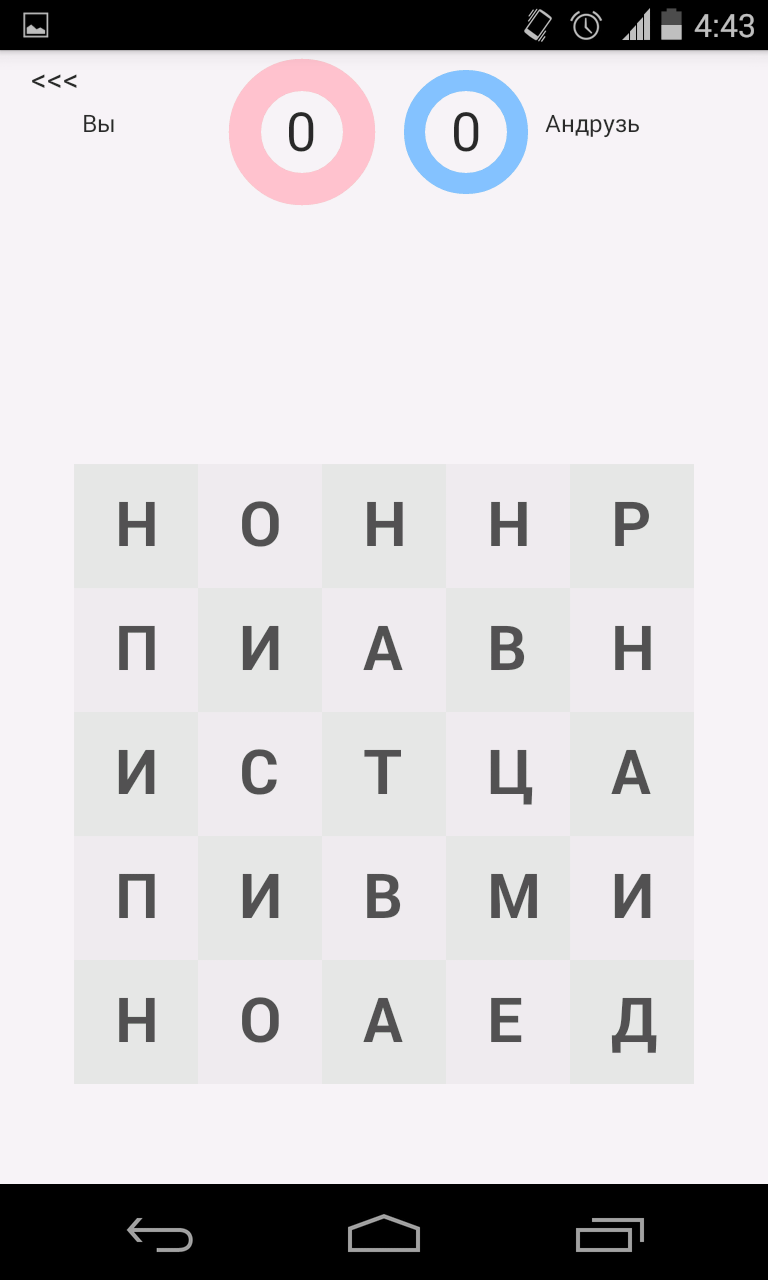 4:43
<<<
Вы 0 0 Андрузь
Н О Н Н Р
П И А В Н
И С Т Ц А
П И В М И
Н О А Е Д